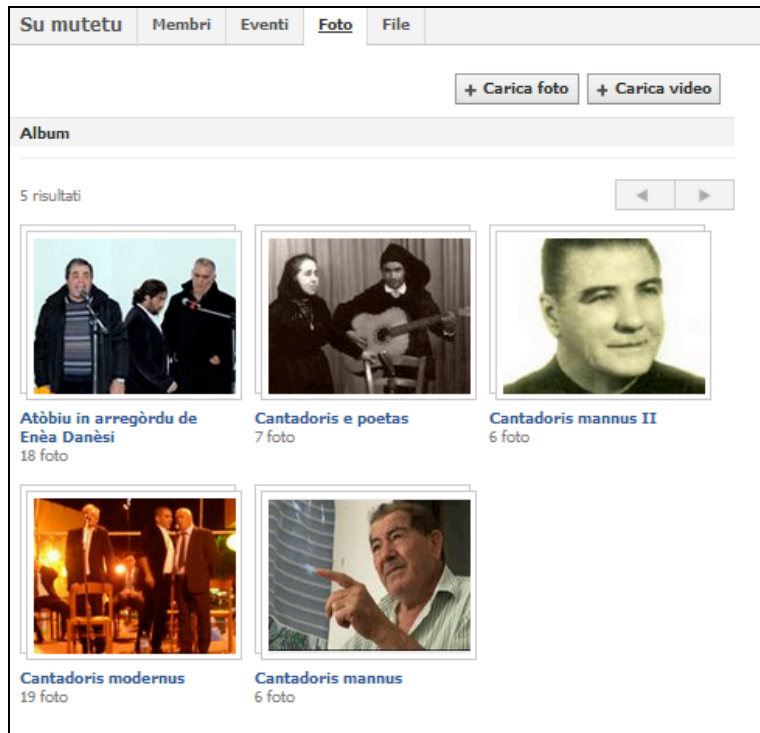 Su mutetu Membri Eventi Foto File
+ Carica foto + Carica video
Album
5 risultati
Atòbiu in arregòrdu de
Enèa Danèsi
18 foto
Cantadoris e poetas
7 foto
Cantadoris mannus II
6 foto
Cantadoris modernus
19 foto
Cantadoris mannus
6 foto